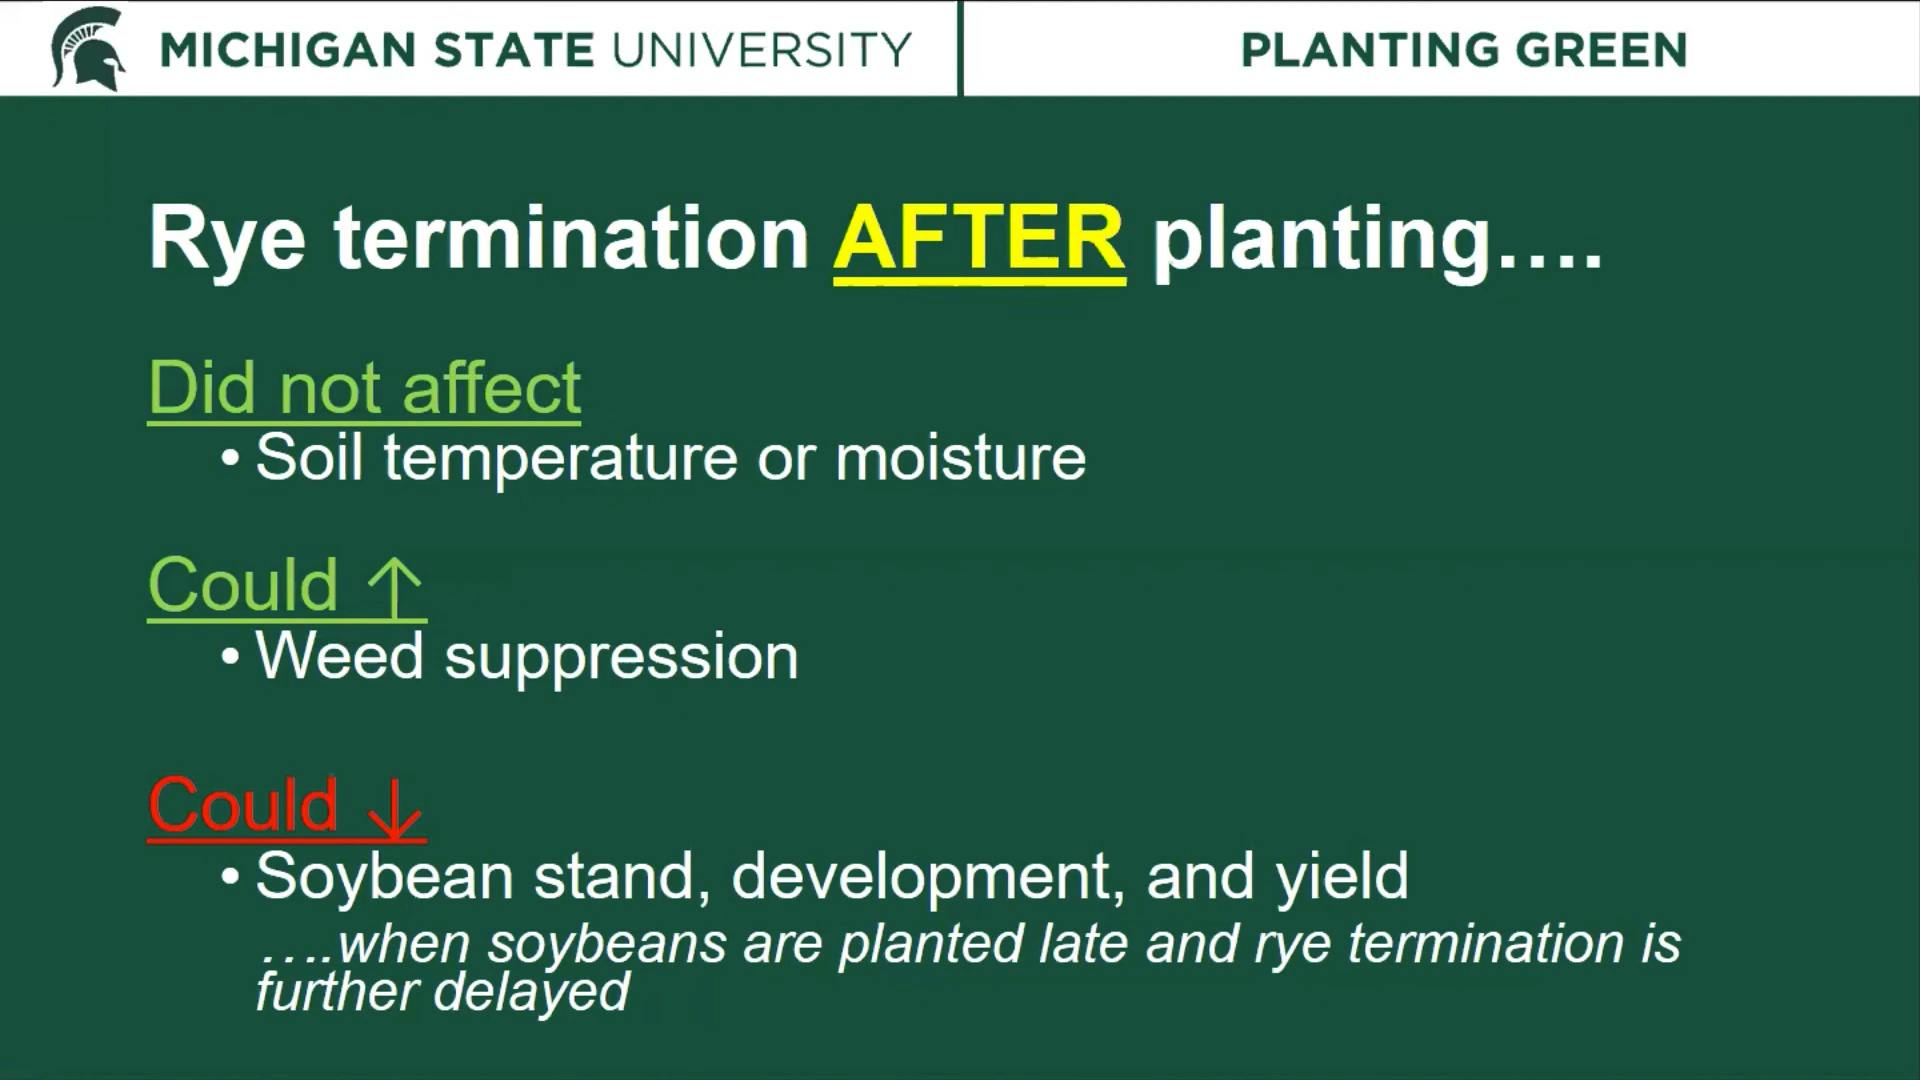 MICHIGAN STATE UNIVERSITY
PLANTING GREEN
Rye termination AFTER planting….
Did not affect
• Soil temperature or moisture
Could ↑
• Weed suppression
Could ↓
• Soybean stand, development, and yield
….when soybeans are planted late and rye termination is
further delayed